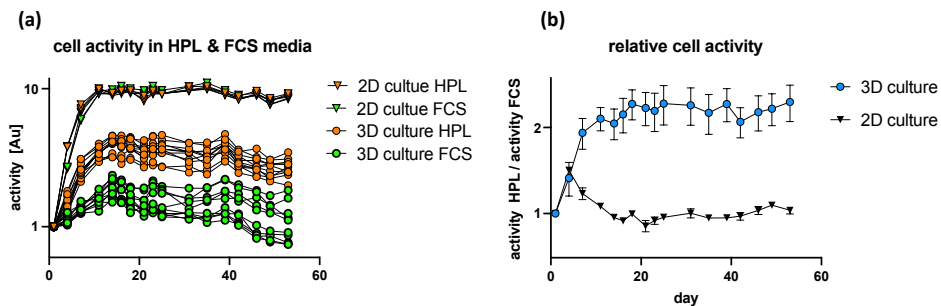 (a)
cell activity in HPL & FCS media
activity [Au]
10
1
0
20
40
60
2D cultue HPL
2D cultue FCS
3D culture HPL
3D culture FCS
(b)
relative cell activity
activity HPL / activity FCS
2
1
0
20
40
60
day
3D culture
2D culture